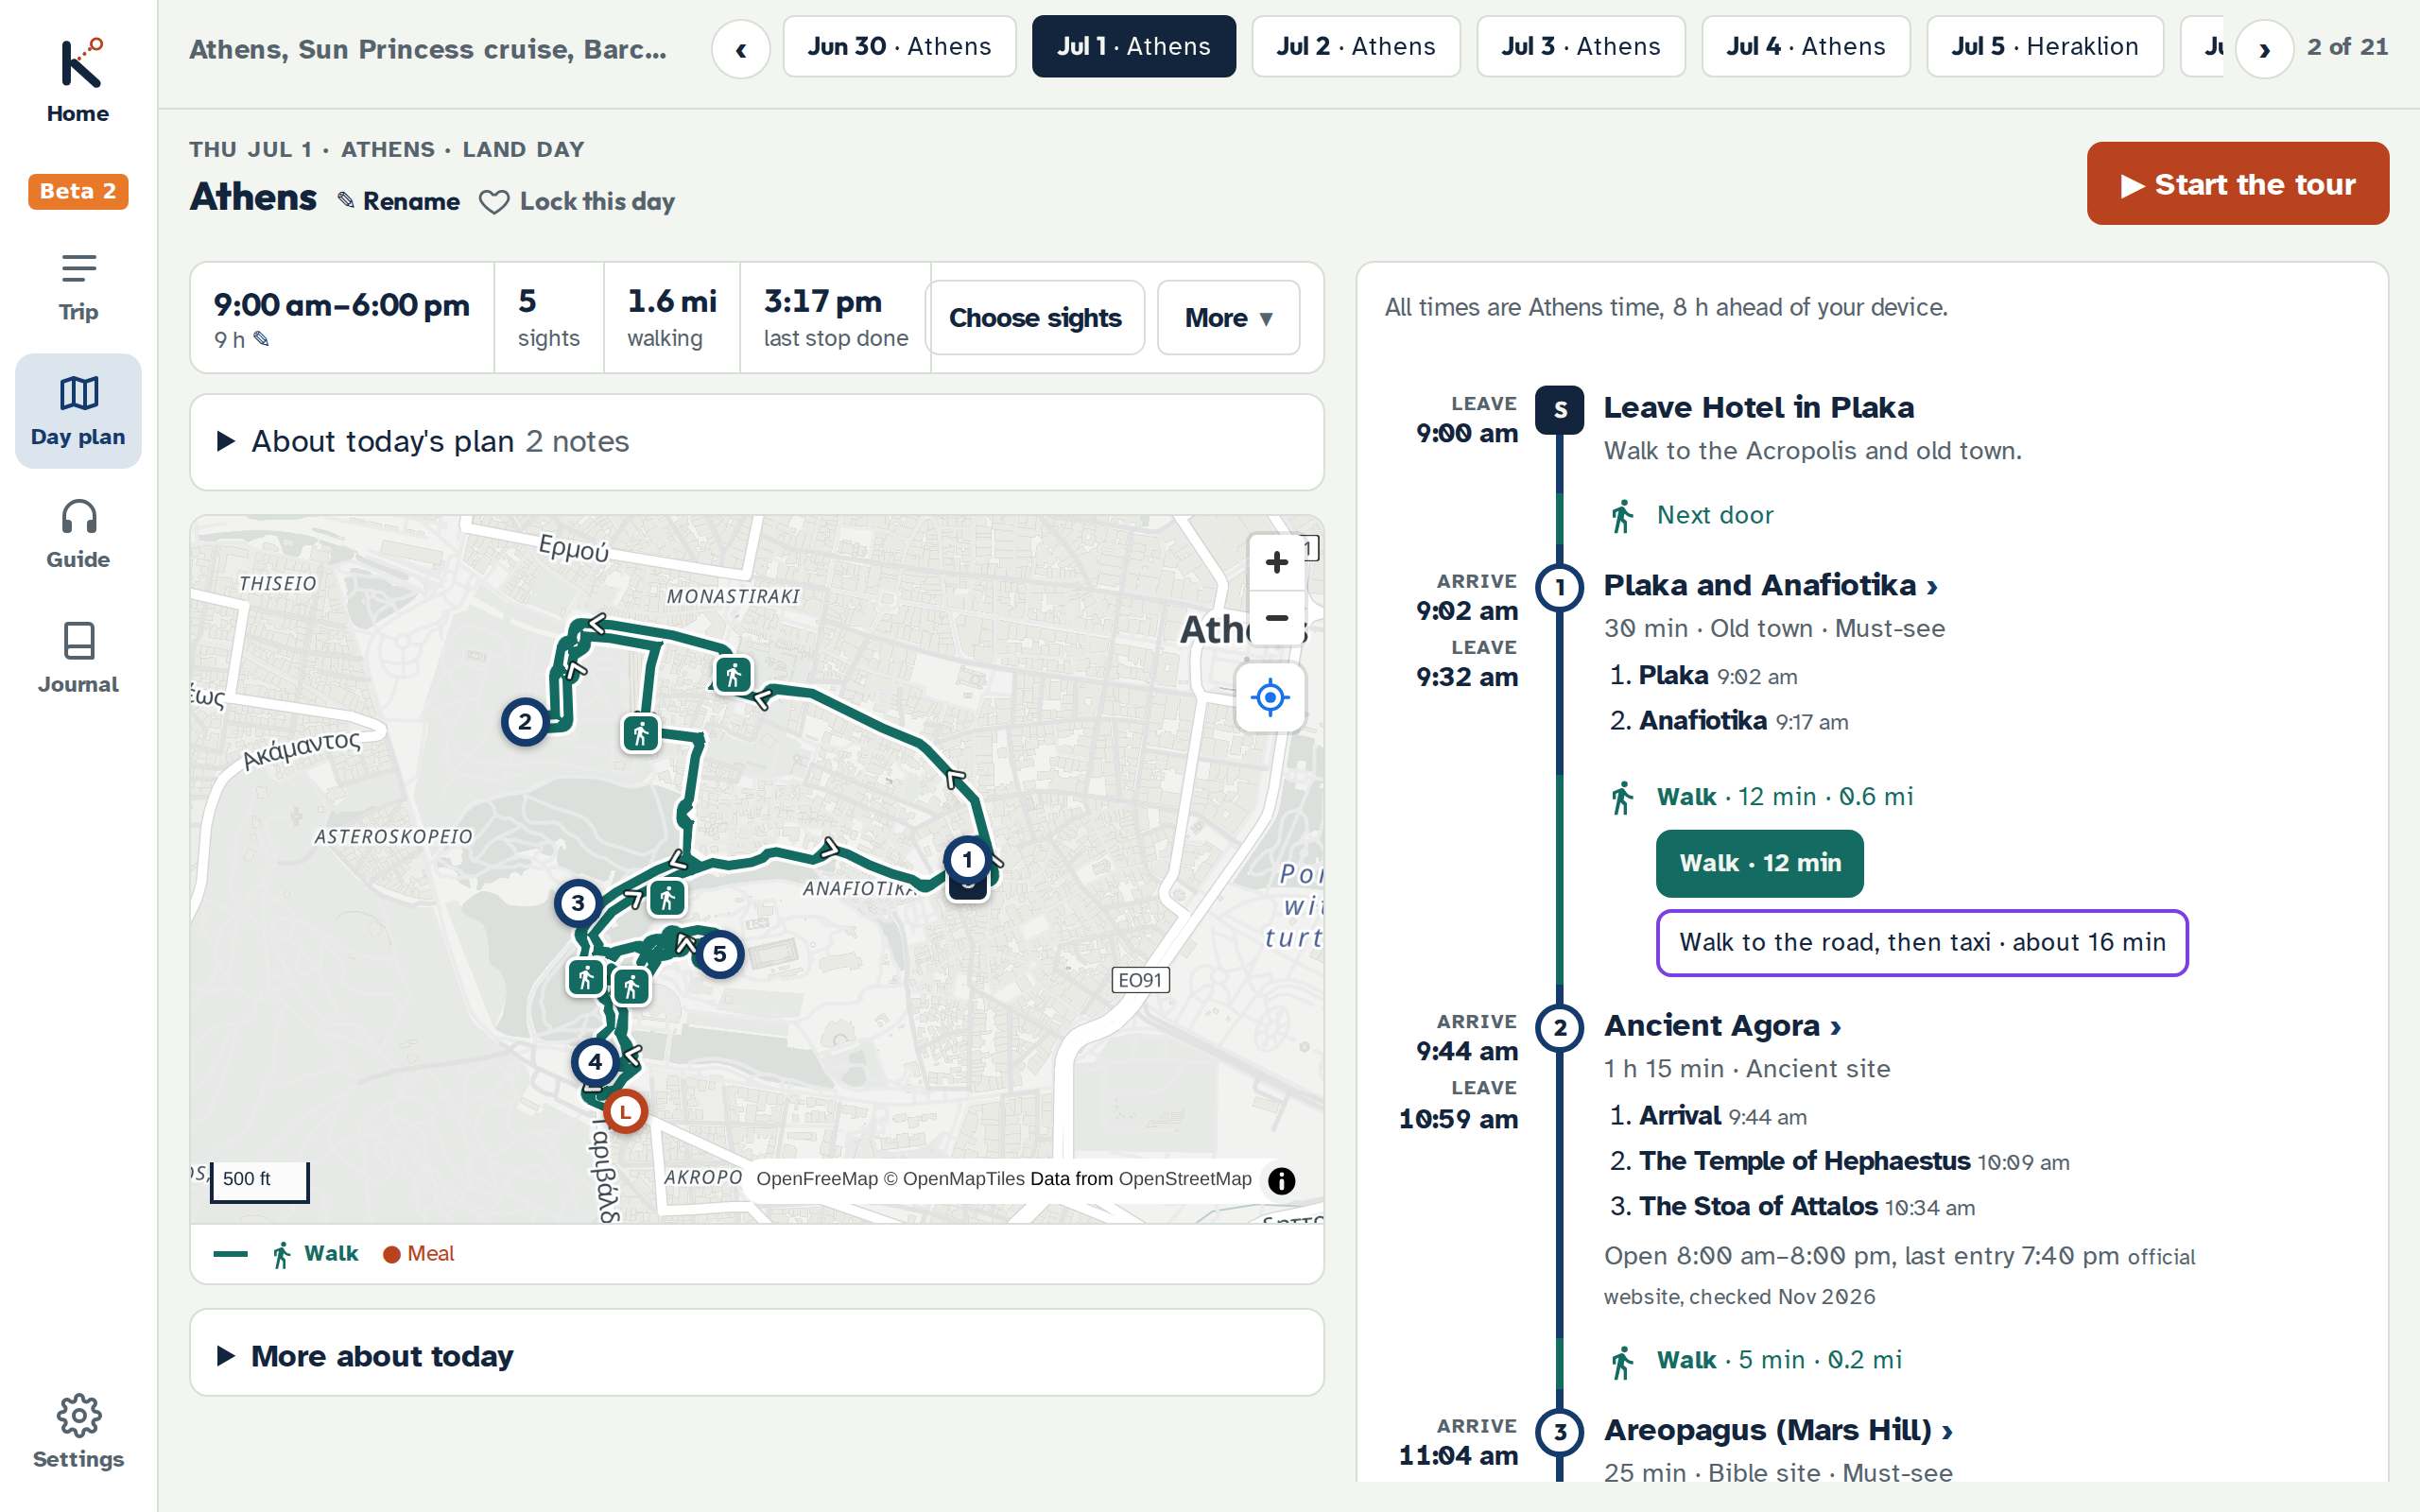 Home
Beta 2
Trip
Day plan
Guide
Journal
Settings
Athens, Sun Princess cruise, Barc...
‹
Jun 30 · Athens
Jul 1 · Athens
Jul 2 · Athens
Jul 3 · Athens
Jul 4 · Athens
Jul 5 · Heraklion
›
2 of 21
THU JUL 1 · ATHENS · LAND DAY
Athens
✎ Rename
Lock this day
▶ Start the tour
9:00 am–6:00 pm
9 h ✎
5
sights
1.6 mi
walking
3:17 pm
last stop done
Choose sights
More ▼
▶ About today's plan 2 notes
Ερμού
THISEIO
MONASTIRAKI
Ακάμαντος
ASTEROSKOPEIO
ANAFIOTIKA
EO91
AKROPO
+
−
1
2
3
4
5
L
500 ft
OpenFreeMap © OpenMapTiles Data from OpenStreetMap
Walk
Meal
▶ More about today
All times are Athens time, 8 h ahead of your device.
LEAVE
9:00 am
S
Leave Hotel in Plaka
Walk to the Acropolis and old town.
Next door
ARRIVE
9:02 am
LEAVE
9:32 am
1
Plaka and Anafiotika ›
30 min · Old town · Must-see
1. Plaka 9:02 am
2. Anafiotika 9:17 am
Walk · 12 min · 0.6 mi
Walk · 12 min
Walk to the road, then taxi · about 16 min
ARRIVE
9:44 am
LEAVE
10:59 am
2
Ancient Agora ›
1 h 15 min · Ancient site
1. Arrival 9:44 am
2. The Temple of Hephaestus 10:09 am
3. The Stoa of Attalos 10:34 am
Open 8:00 am–8:00 pm, last entry 7:40 pm official
website, checked Nov 2026
Walk · 5 min · 0.2 mi
ARRIVE
11:04 am
3
Areopagus (Mars Hill) ›
25 min · Bible site · Must-see